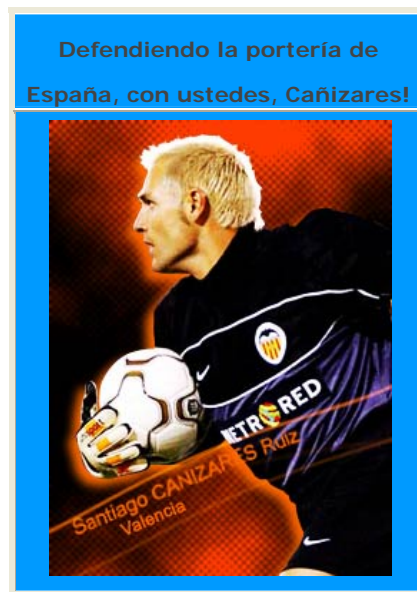 Defendiendo la portería de
España, con ustedes, Cañizares!
METRORED
Santiago CANIZARES Ruiz
Valencia